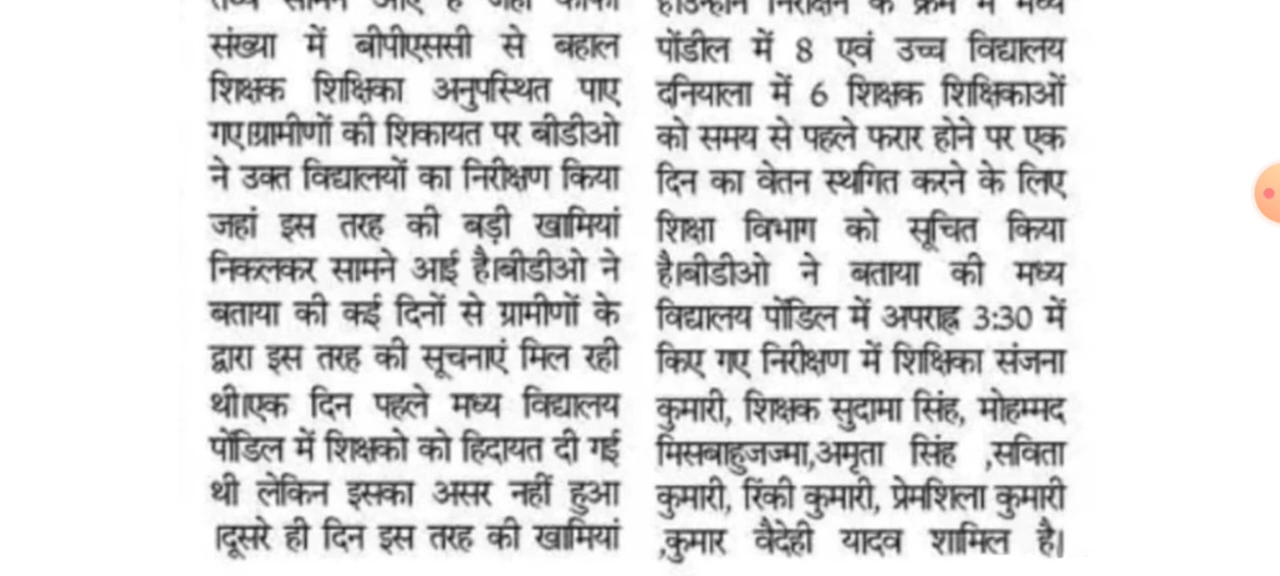 संख्या में बीपीएससी से बहाल
शिक्षक शिक्षिका अनुपस्थित पाए
गए।ग्रामीणों की शिकायत पर बीडीओ
ने उक्त विद्यालयों का निरीक्षण किया
जहां इस तरह की बड़ी खामियां
निकलकर सामने आई है।बीडीओ ने
बताया की कई दिनों से ग्रामीणों के
द्वारा इस तरह की सूचनाएं मिल रही
थी।एक दिन पहले मध्य विद्यालय
पोंडिल में शिक्षको को हिदायत दी गई
थी लेकिन इसका असर नहीं हुआ
।दूसरे ही दिन इस तरह की खामियां
पोंडील में 8 एवं उच्च विद्यालय
दनियाला में 6 शिक्षक शिक्षिकाओं
को समय से पहले फरार होने पर एक
दिन का वेतन स्थगित करने के लिए
शिक्षा विभाग को सूचित किया
है।बीडीओ ने बताया की मध्य
विद्यालय पोंडिल में अपराह्न 3:30 में
किए गए निरीक्षण में शिक्षिका संजना
कुमारी, शिक्षक सुदामा सिंह, मोहम्मद
मिसबाहुजज्मा,अमृता सिंह ,सविता
कुमारी, रिंकी कुमारी, प्रेमशिला कुमारी
,कुमार वैदेही यादव शामिल है।